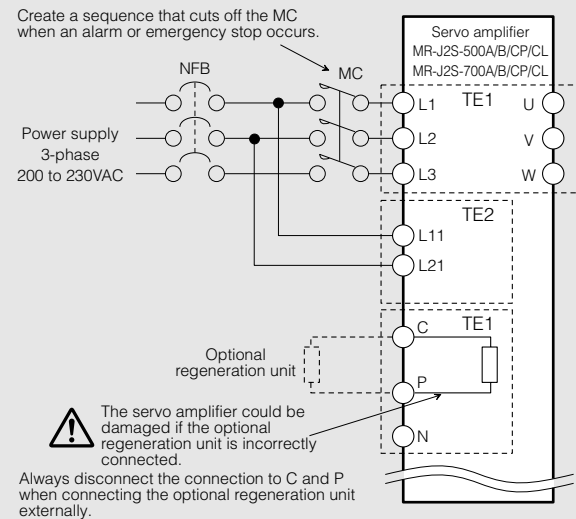 Create a sequence that cuts off the MC
when an alarm or emergency stop occurs.
Servo amplifier
MR-J2S-500A/B/CP/CL
MR-J2S-700A/B/CP/CL
NFB
MC
L1
TE1
U
Power supply
3-phase
200 to 230VAC
L2
V
L3
W
TE2
L11
L21
C
TE1
Optional
regeneration unit
P
The servo amplifier could be
damaged if the optional
regeneration unit is incorrectly
connected.
N
Always disconnect the connection to C and P
when connecting the optional regeneration unit
externally.